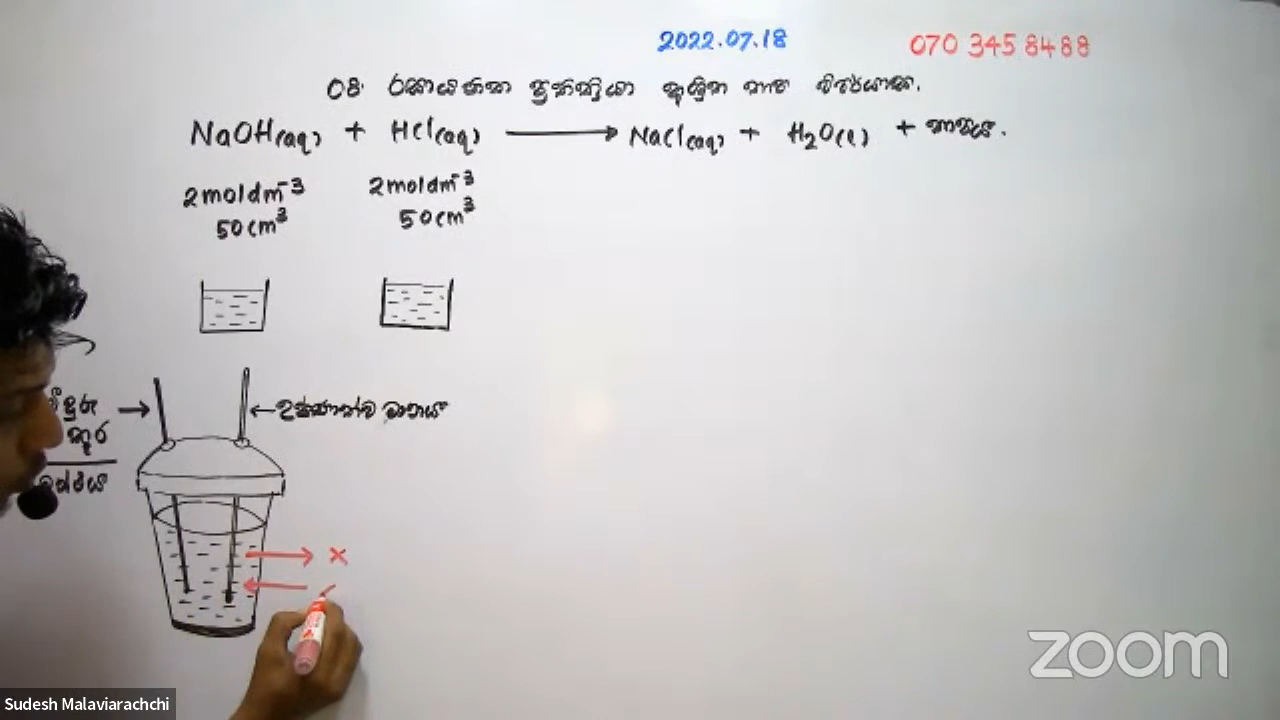 2022.07.18
070 345 8488
08. රසායනික ප්‍රතික්‍රියා ආශ්‍රිත තාප විපර්යාස.
NaOH(aq) + HCl(aq) → NaCl(aq) + H₂O(l) + තාපය.
2moldm⁻³ 2moldm⁻³
50cm³ 50cm³
වීදුරු → ← උෂ්ණත්ව මානය
කූර
→ ×
←
zoom
Sudesh Malaviarachchi